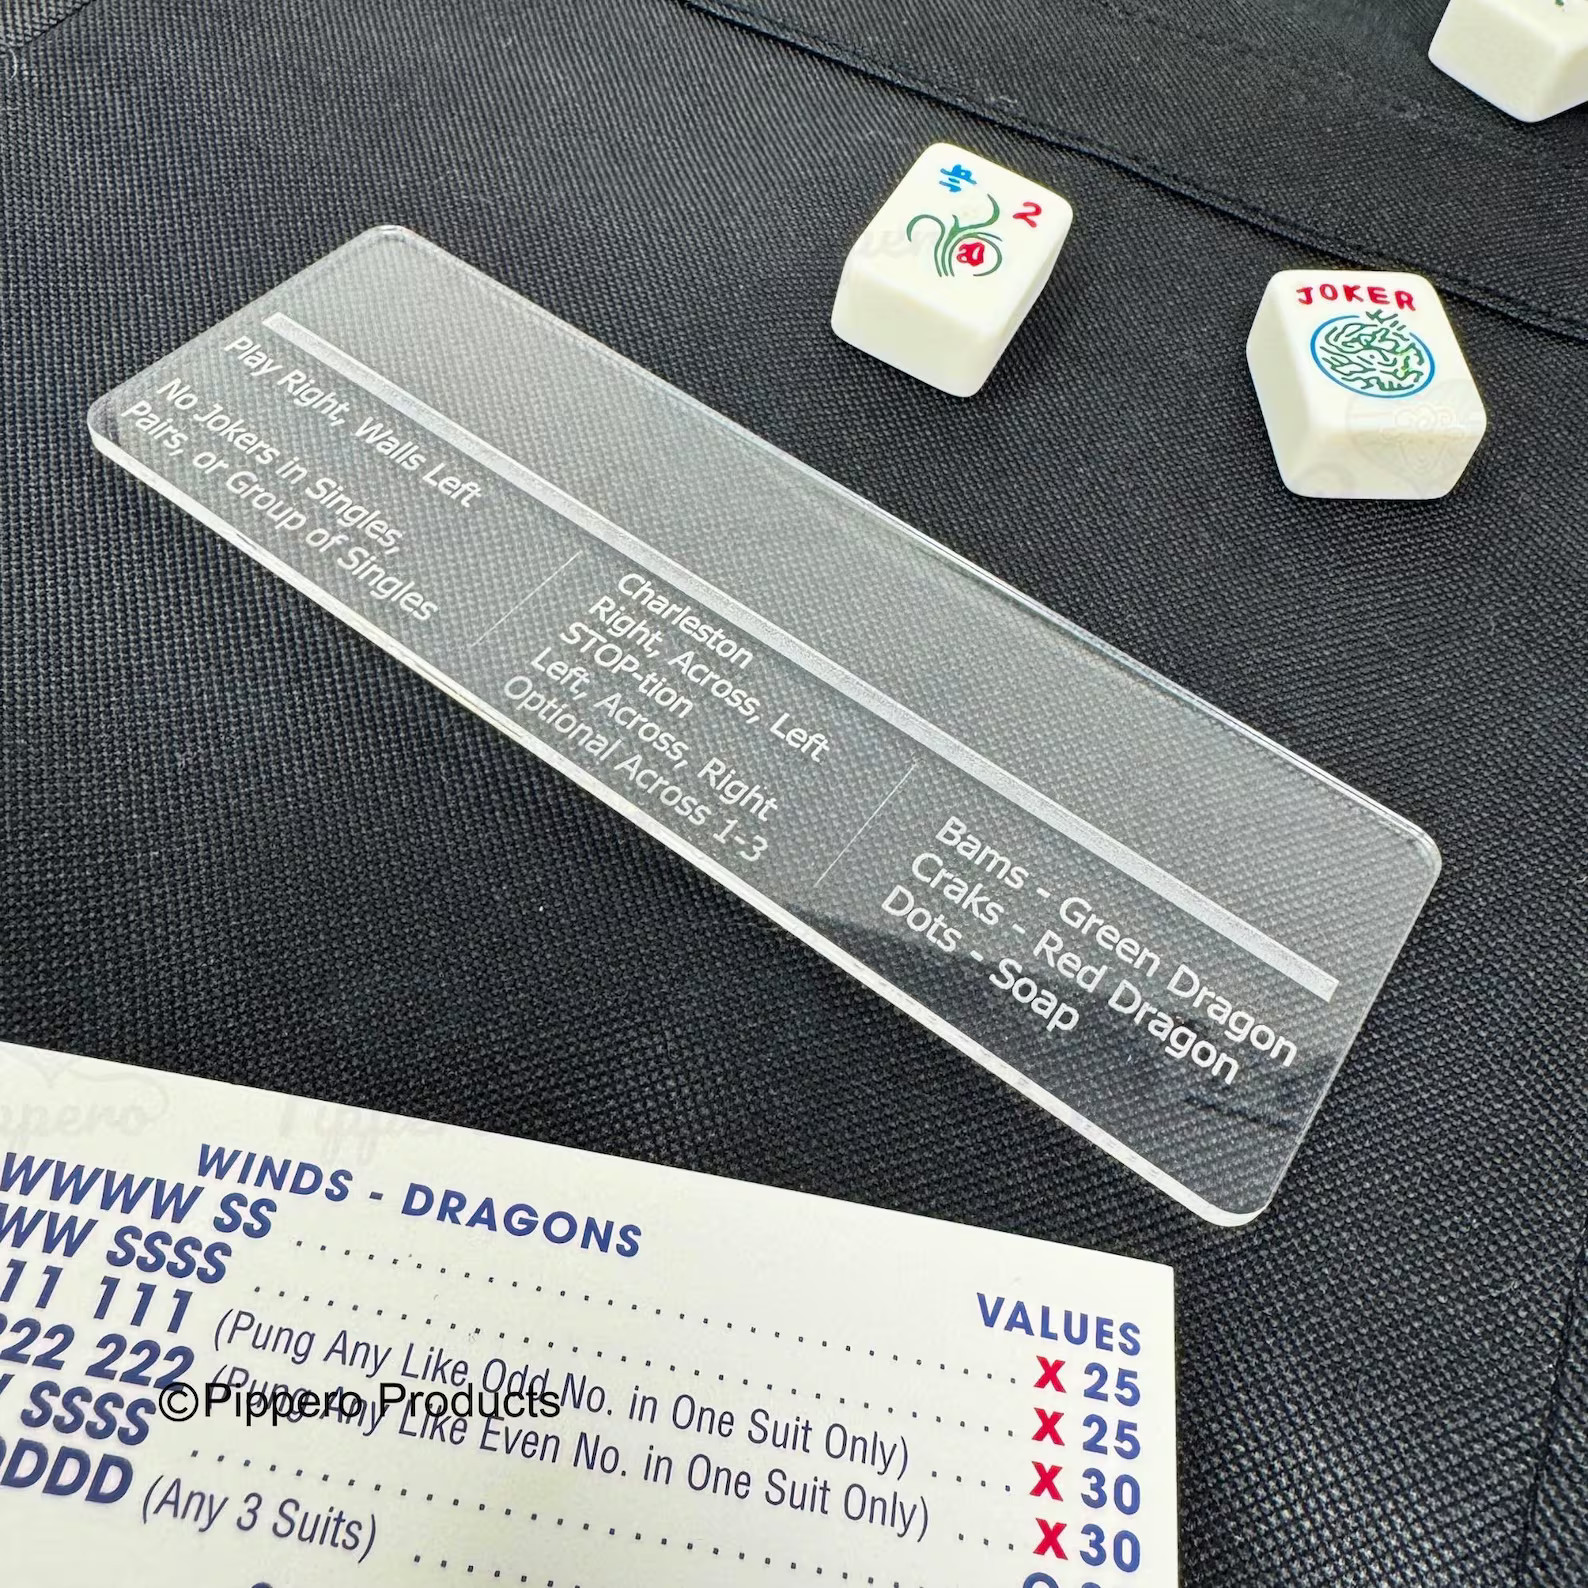 2
JOKER
Play Right, Walls Left
No Jokers in Singles,
Pairs, or Group of Singles
Charleston
Right, Across, Left
STOP-tion
Left, Across, Right
Optional Across 1-3
Bams - Green Dragon
Craks - Red Dragon
Dots - Soap
WINDS - DRAGONS
VALUES
WWWW SS X 25
WW SSSS X 25
11 111 (Pung Any Like Odd No. in One Suit Only) X 30
222 (Pung Any Like Even No. in One Suit Only) X 30
SSSS
DDD (Any 3 Suits)
©Pippero Products
Pippero